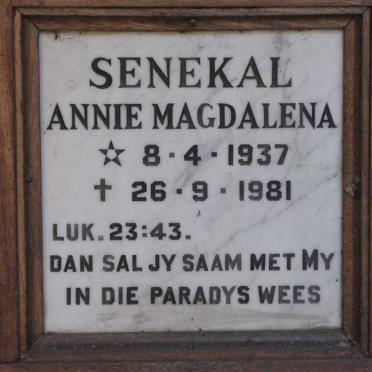 SENEKAL
ANNIE MAGDALENA
☆ 8·4·1937
✝ 26·9·1981
LUK. 23:43.
DAN SAL JY SAAM MET MY
IN DIE PARADYS WEES